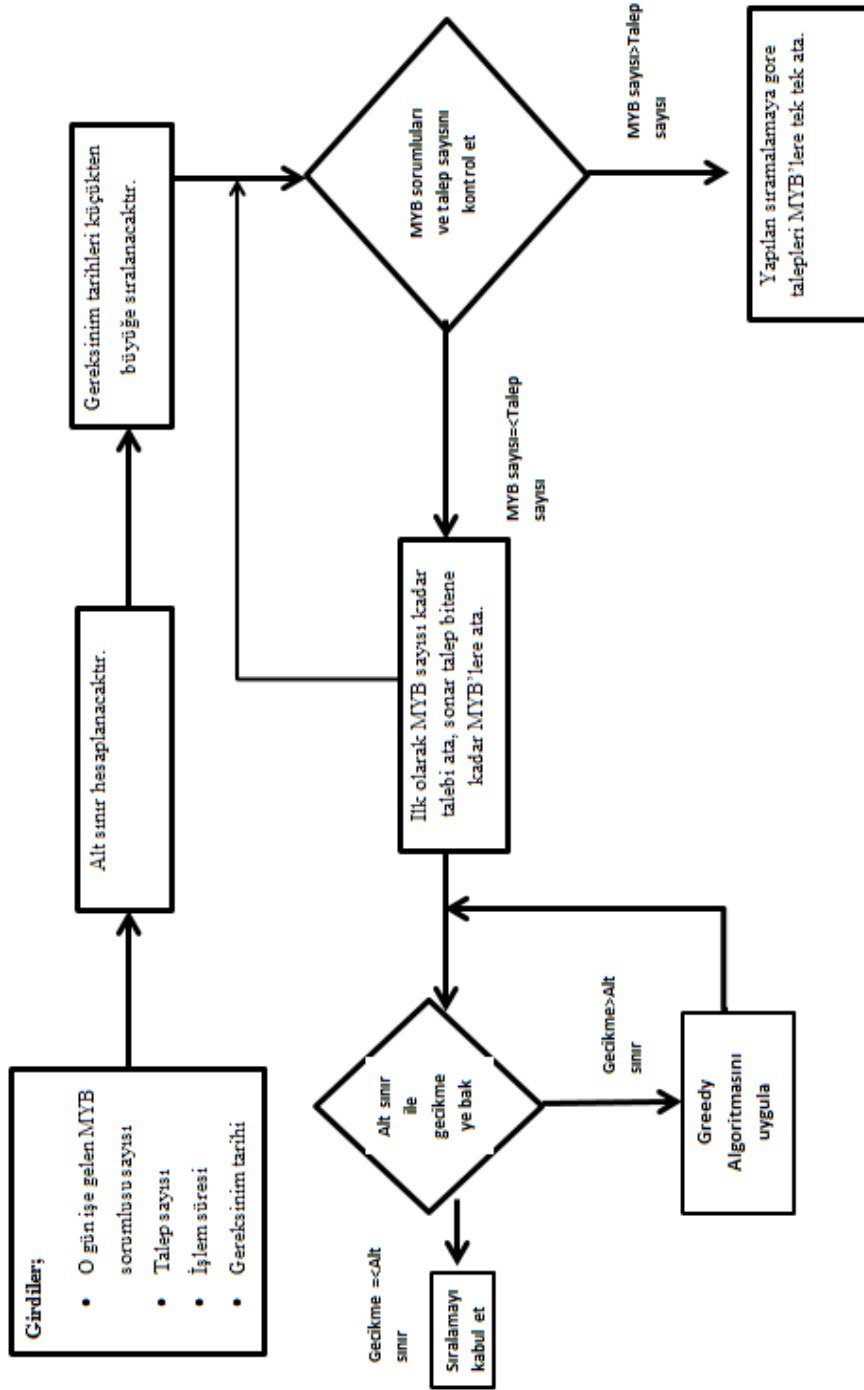 Girdiler;
• O gün işe gelen MYB
sorumlusu sayısı
• Talep sayısı
• İşlem süresi
• Gereksinim tarihi
Alt sınır hesaplanacaktır.
Gereksinim tarihleri küçükten
büyüğe sıralanacaktır.
MYB sorumluları
ve talep sayısını
kontrol et
MYB sayısı>Talep
sayısı
Yapılan sıramalamaya gore
talepleri MYB'lere tek tek ata.
MYB sayısı=<Talep
sayısı
Ilk olarak MYB sayısı kadar
talebi ata, sonar talep bitene
kadar MYB'lere ata.
Alt sınır
ile
gecikme
ye bak
Gecikme>Alt
sınır
Greedy
Algoritmasını
uygula
Gecikme =<Alt
sınır
Sıralamayı
kabul et